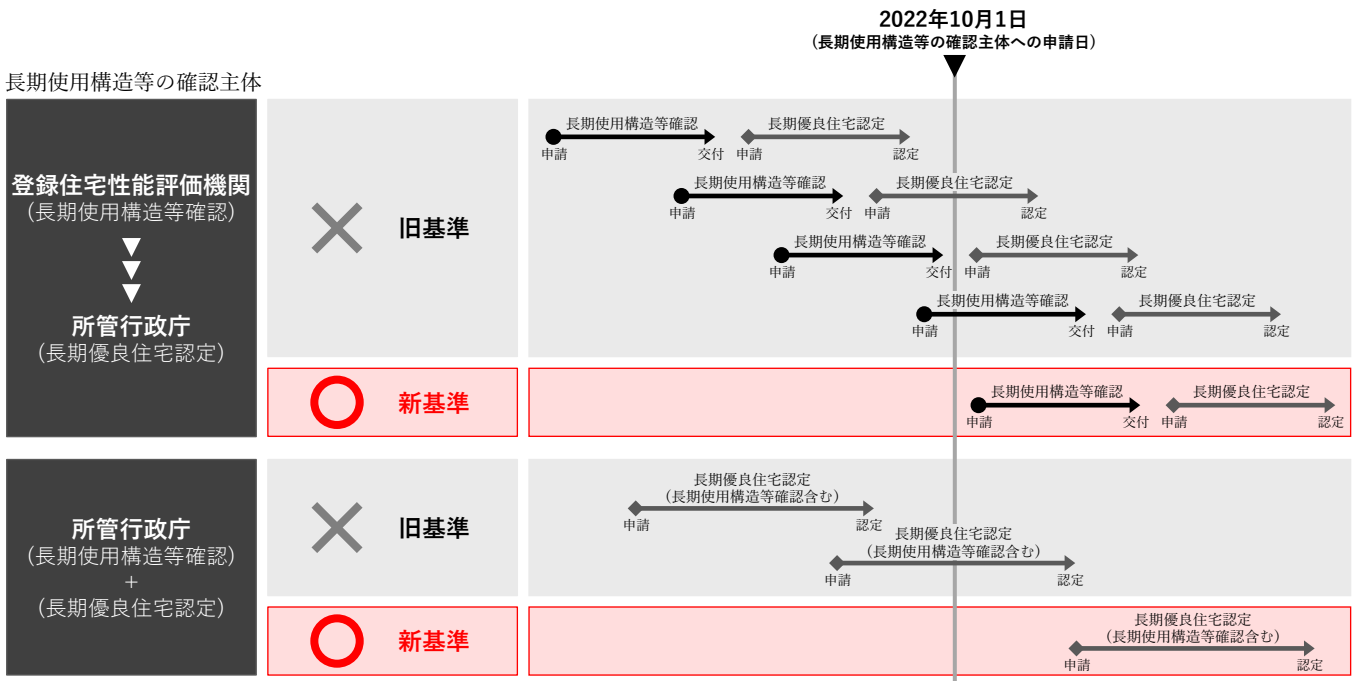 2022年10月1日
(長期使用構造等の確認主体への申請日)
長期使用構造等の確認主体
登録住宅性能評価機関
(長期使用構造等確認)
所管行政庁
(長期優良住宅認定)
旧基準
長期使用構造等確認
長期優良住宅認定
申請
交付
申請
認定
長期使用構造等確認
長期優良住宅認定
申請
交付
申請
認定
長期使用構造等確認
長期優良住宅認定
申請
交付
申請
認定
長期使用構造等確認
長期優良住宅認定
申請
交付
申請
認定
新基準
長期使用構造等確認
長期優良住宅認定
申請
交付
申請
認定
所管行政庁
(長期使用構造等確認)
+
(長期優良住宅認定)
旧基準
長期優良住宅認定
(長期使用構造等確認含む)
申請
認定
長期優良住宅認定
(長期使用構造等確認含む)
申請
認定
新基準
長期優良住宅認定
(長期使用構造等確認含む)
申請
認定